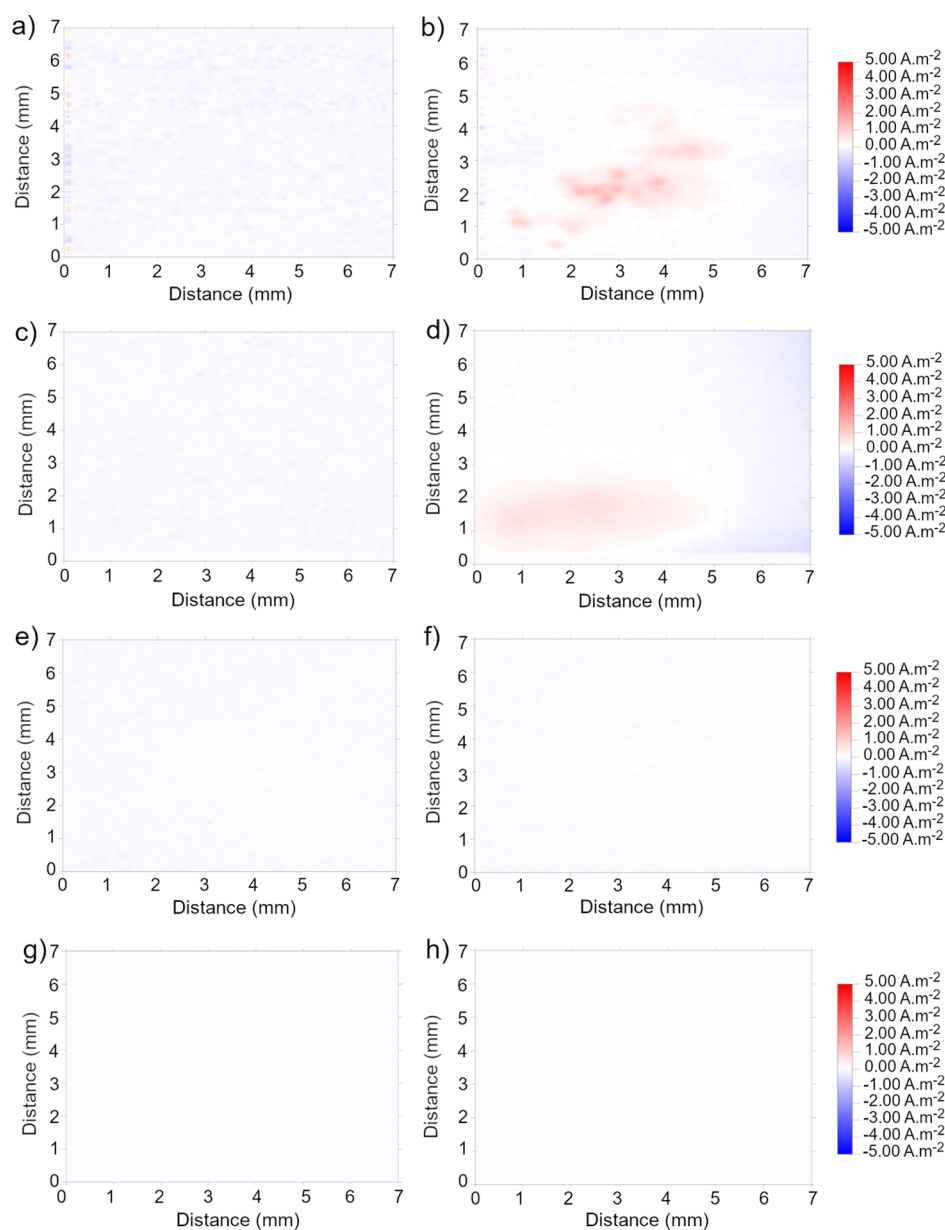 a)
7
6
5
4
3
2
1
0
Distance (mm)
0 1 2 3 4 5 6 7
Distance (mm)
b)
7
6
5
4
3
2
1
0
Distance (mm)
0 1 2 3 4 5 6 7
Distance (mm)
5.00 A.m-2
4.00 A.m-2
3.00 A.m-2
2.00 A.m-2
1.00 A.m-2
0.00 A.m-2
-1.00 A.m-2
-2.00 A.m-2
-3.00 A.m-2
-4.00 A.m-2
-5.00 A.m-2
c)
7
6
5
4
3
2
1
0
Distance (mm)
0 1 2 3 4 5 6 7
Distance (mm)
d)
7
6
5
4
3
2
1
0
Distance (mm)
0 1 2 3 4 5 6 7
Distance (mm)
5.00 A.m-2
4.00 A.m-2
3.00 A.m-2
2.00 A.m-2
1.00 A.m-2
0.00 A.m-2
-1.00 A.m-2
-2.00 A.m-2
-3.00 A.m-2
-4.00 A.m-2
-5.00 A.m-2
e)
7
6
5
4
3
2
1
0
Distance (mm)
0 1 2 3 4 5 6 7
Distance (mm)
f)
7
6
5
4
3
2
1
0
Distance (mm)
0 1 2 3 4 5 6 7
Distance (mm)
5.00 A.m-2
4.00 A.m-2
3.00 A.m-2
2.00 A.m-2
1.00 A.m-2
0.00 A.m-2
-1.00 A.m-2
-2.00 A.m-2
-3.00 A.m-2
-4.00 A.m-2
-5.00 A.m-2
g)
7
6
5
4
3
2
1
0
Distance (mm)
0 1 2 3 4 5 6 7
Distance (mm)
h)
7
6
5
4
3
2
1
0
Distance (mm)
0 1 2 3 4 5 6 7
Distance (mm)
5.00 A.m-2
4.00 A.m-2
3.00 A.m-2
2.00 A.m-2
1.00 A.m-2
0.00 A.m-2
-1.00 A.m-2
-2.00 A.m-2
-3.00 A.m-2
-4.00 A.m-2
-5.00 A.m-2